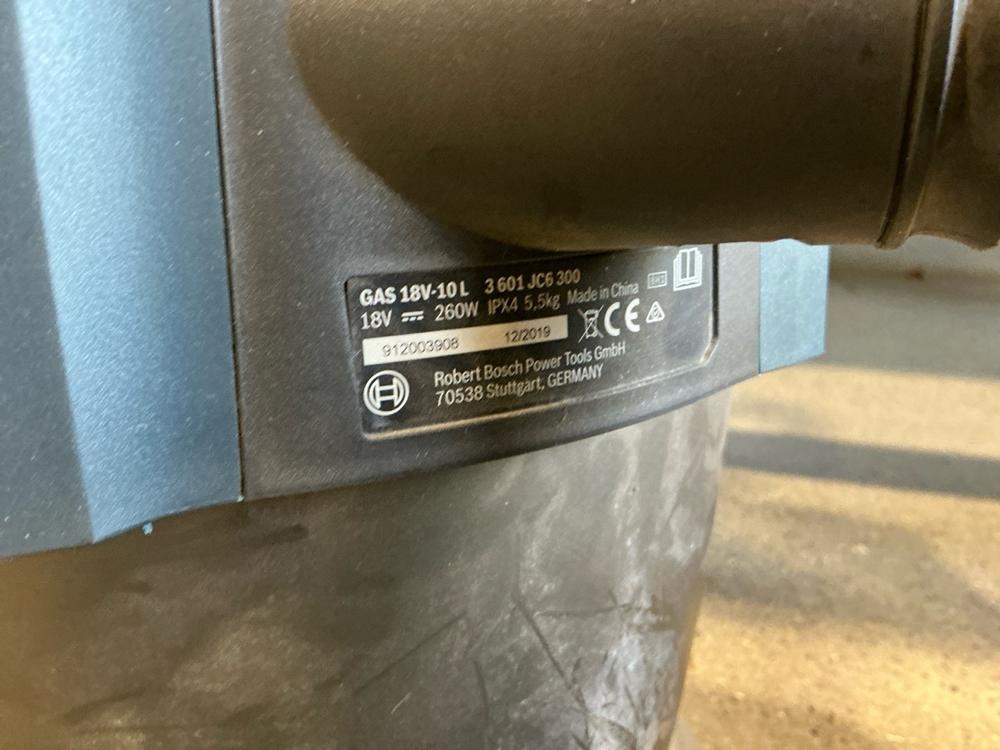 GAS 18V-10 L 3 601 JC6 300
18V 260W IPX4 5,5kg Made in China
912003908 12/2019
Robert Bosch Power Tools GmbH
70538 Stuttgart, GERMANY